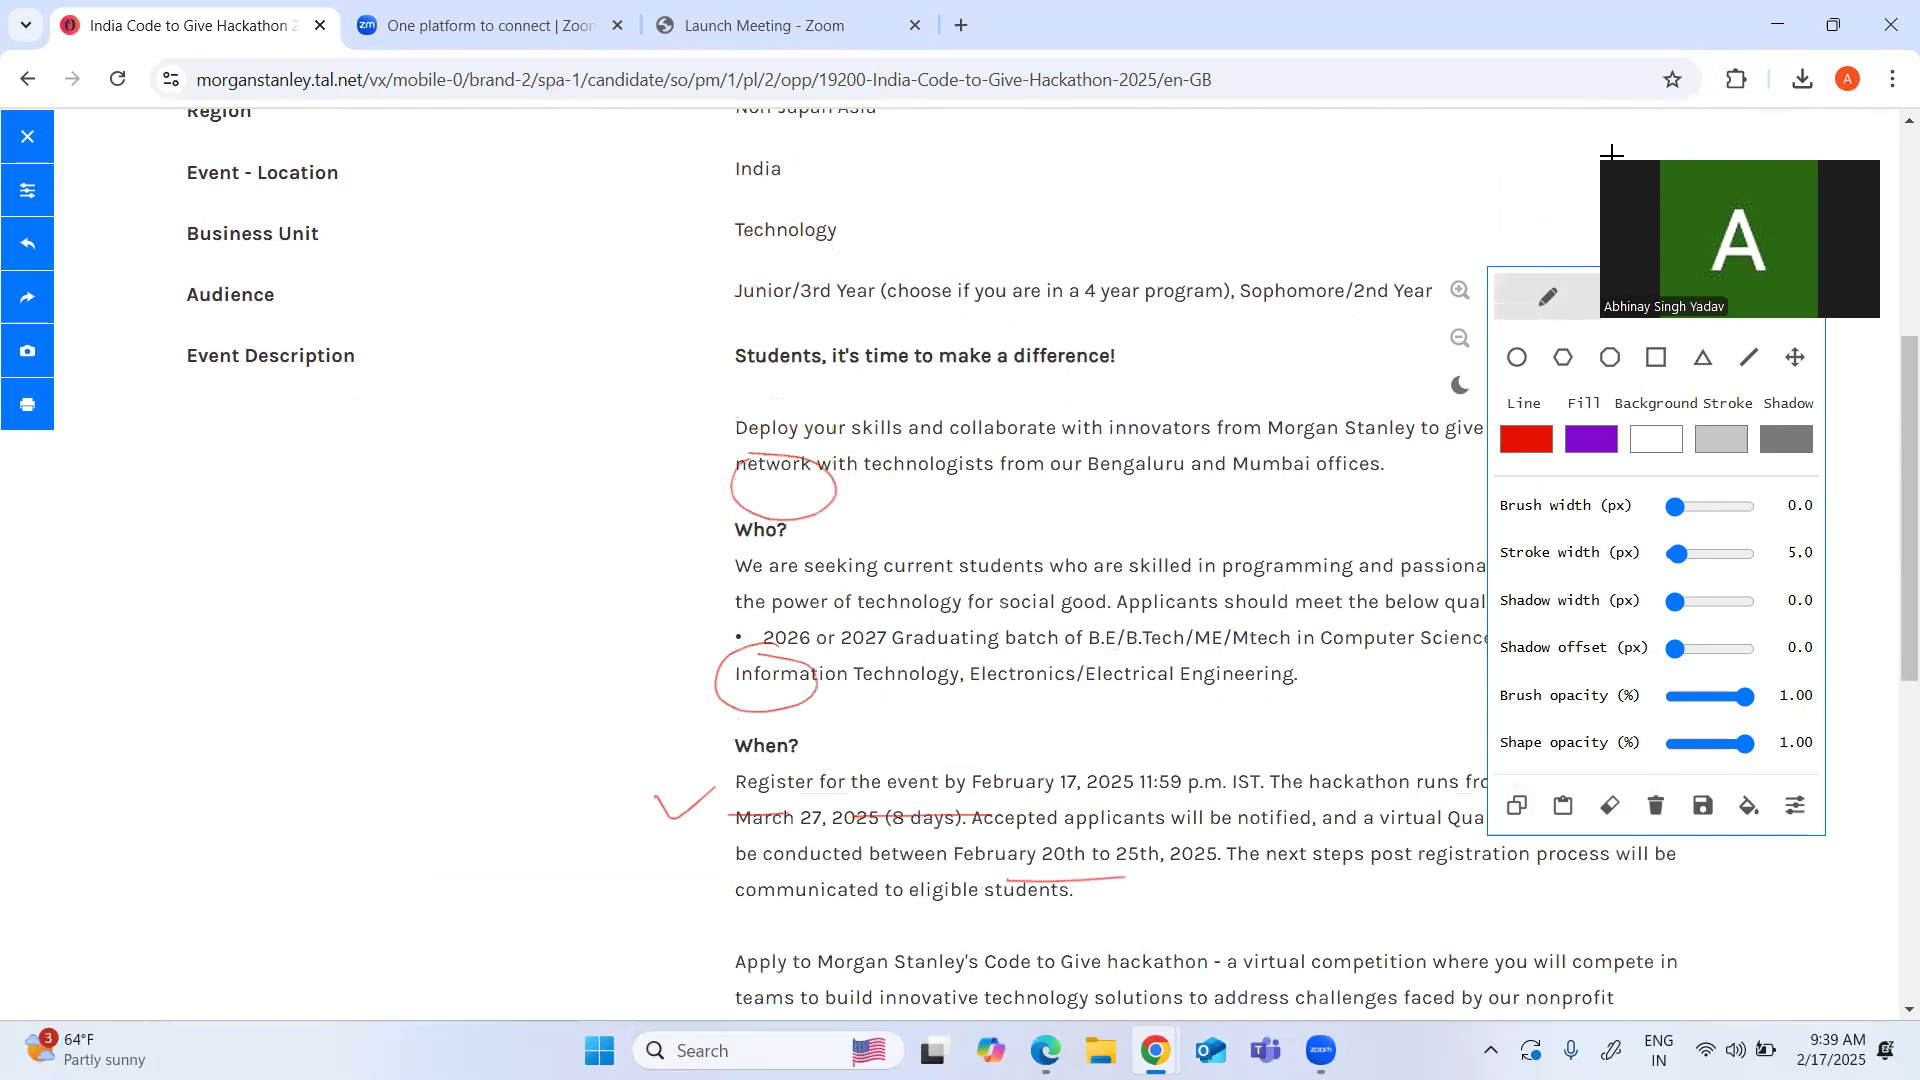 India Code to Give Hackathon 2
zm One platform to connect | Zoo
Launch Meeting - Zoom
morganstanley.tal.net/vx/mobile-0/brand-2/spa-1/candidate/so/pm/1/pl/2/opp/19200-India-Code-to-Give-Hackathon-2025/en-GB
A
Region Non Japan Asia
Event - Location India
Business Unit Technology
Audience Junior/3rd Year (choose if you are in a 4 year program), Sophomore/2nd Year
Event Description Students, it's time to make a difference!
Deploy your skills and collaborate with innovators from Morgan Stanley to give
network with technologists from our Bengaluru and Mumbai offices.
Who?
We are seeking current students who are skilled in programming and passiona
the power of technology for social good. Applicants should meet the below qual
• 2026 or 2027 Graduating batch of B.E/B.Tech/ME/Mtech in Computer Science
Information Technology, Electronics/Electrical Engineering.
When?
Register for the event by February 17, 2025 11:59 p.m. IST. The hackathon runs fr
March 27, 2025 (8 days). Accepted applicants will be notified, and a virtual Qua
be conducted between February 20th to 25th, 2025. The next steps post registration process will be
communicated to eligible students.
Apply to Morgan Stanley's Code to Give hackathon - a virtual competition where you will compete in
teams to build innovative technology solutions to address challenges faced by our nonprofit
A
Abhinay Singh Yadav
Line Fill Background Stroke Shadow
Brush width (px) 0.0
Stroke width (px) 5.0
Shadow width (px) 0.0
Shadow offset (px) 0.0
Brush opacity (%) 1.00
Shape opacity (%) 1.00
3
64°F
Partly sunny
Search
zoom
ENG
IN
9:39 AM
2/17/2025